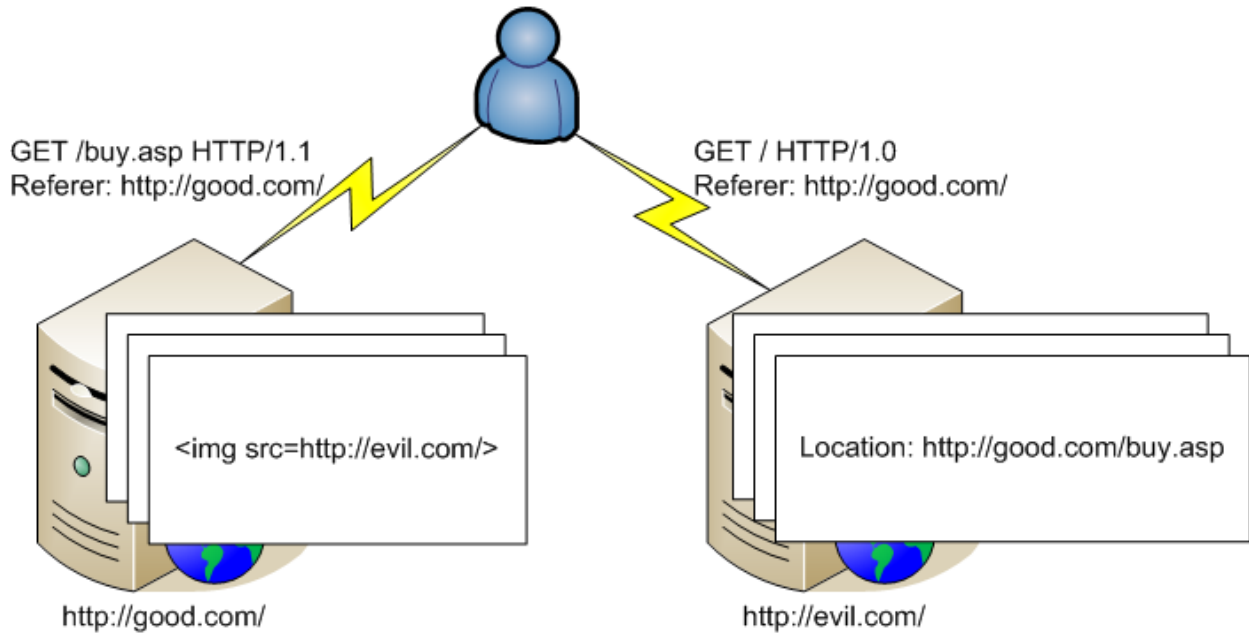 GET /buy.asp HTTP/1.1
Referer: http://good.com/
GET / HTTP/1.0
Referer: http://good.com/
<img src=http://evil.com/>
Location: http://good.com/buy.asp
http://good.com/
http://evil.com/